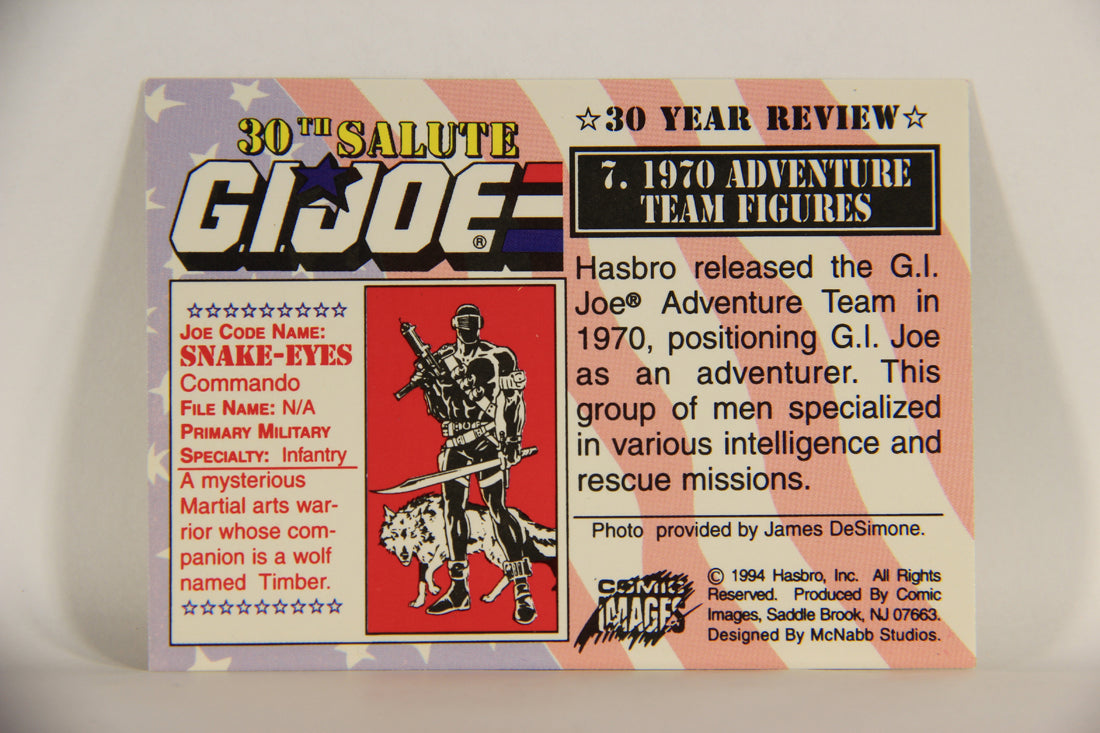 30TH SALUTE
G.I.JOE®
☆☆☆☆☆☆☆☆☆
JOE CODE NAME:
SNAKE-EYES
Commando
FILE NAME: N/A
PRIMARY MILITARY
SPECIALTY: Infantry
A mysterious
Martial arts war-
rior whose com-
panion is a wolf
named Timber.
☆☆☆☆☆☆☆☆☆
☆30 YEAR REVIEW☆
7. 1970 ADVENTURE
TEAM FIGURES
Hasbro released the G.I.
Joe® Adventure Team in
1970, positioning G.I. Joe
as an adventurer. This
group of men specialized
in various intelligence and
rescue missions.
Photo provided by James DeSimone.
COMIC
IMAGES
© 1994 Hasbro, Inc. All Rights
Reserved. Produced By Comic
Images, Saddle Brook, NJ 07663.
Designed By McNabb Studios.